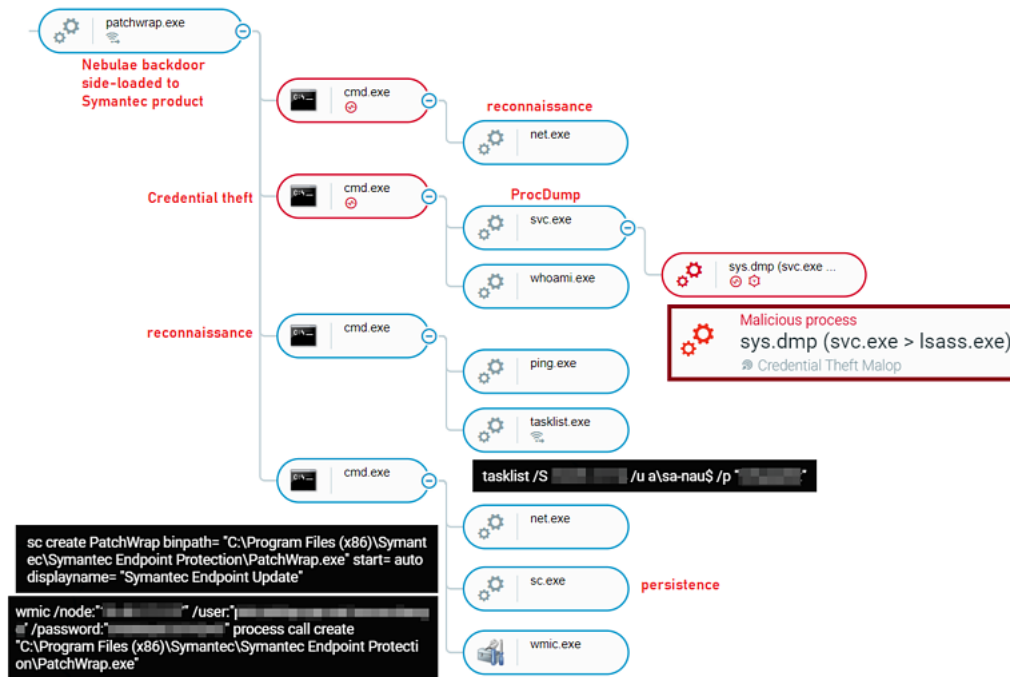 patchwrap.exe
Nebulae backdoor
side-loaded to
Symantec product
cmd.exe
reconnaissance
net.exe
Credential theft
cmd.exe
ProcDump
svc.exe
sys.dmp (svc.exe ...
whoami.exe
Malicious process
sys.dmp (svc.exe > lsass.exe)
Credential Theft Malop
reconnaissance
cmd.exe
ping.exe
tasklist.exe
cmd.exe
tasklist /S /u a\sa-nau$ /p " "
net.exe
sc create PatchWrap binpath= "C:\Program Files (x86)\Symant
ec\Symantec Endpoint Protection\PatchWrap.exe" start= auto
displayname= "Symantec Endpoint Update"
sc.exe
persistence
wmic /node:" " /user:"
" /password:" " process call create
"C:\Program Files (x86)\Symantec\Symantec Endpoint Protecti
on\PatchWrap.exe"
wmic.exe